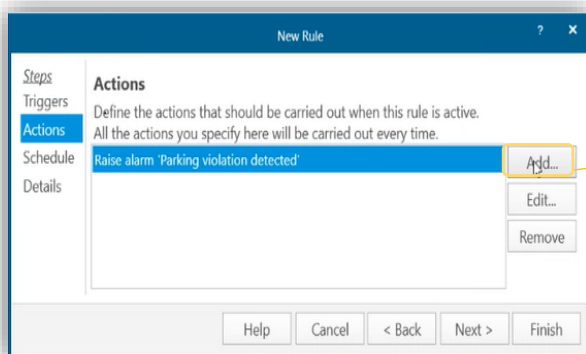 New Rule
?
×
Steps
Triggers
Actions
Schedule
Details
Actions
Define the actions that should be carried out when this rule is active.
All the actions you specify here will be carried out every time.
Raise alarm 'Parking violation detected'
Add...
Edit...
Remove
Help
Cancel
< Back
Next >
Finish